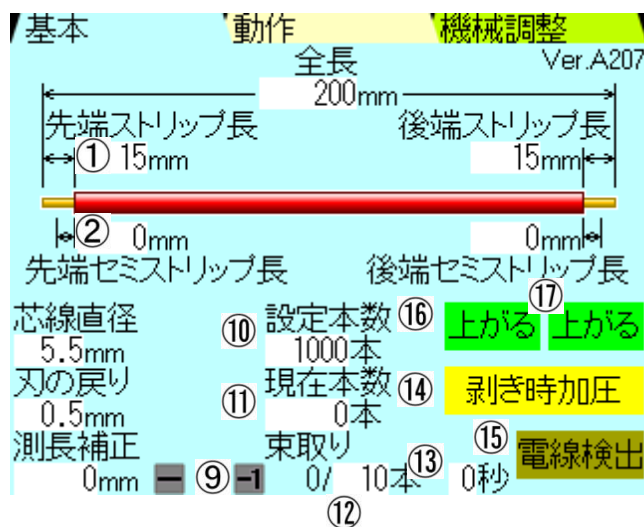 基本 動作 機械調整
全長 Ver.A207
200mm
先端ストリップ長 後端ストリップ長
① 15mm 15mm
② 0mm 0mm
先端セミストリップ長 後端セミストリップ長
⑰
芯線直径 ⑩ 設定本数 ⑯ 上がる 上がる
5.5mm 1000本
刃の戻り ⑪ 現在本数 ⑭ 剥ぎ時加圧
0.5mm 0本
測長補正 束取り ⑮ 電線検出
0mm ー ⑨ -1 0/ 10本 ⑬ 0秒
⑫